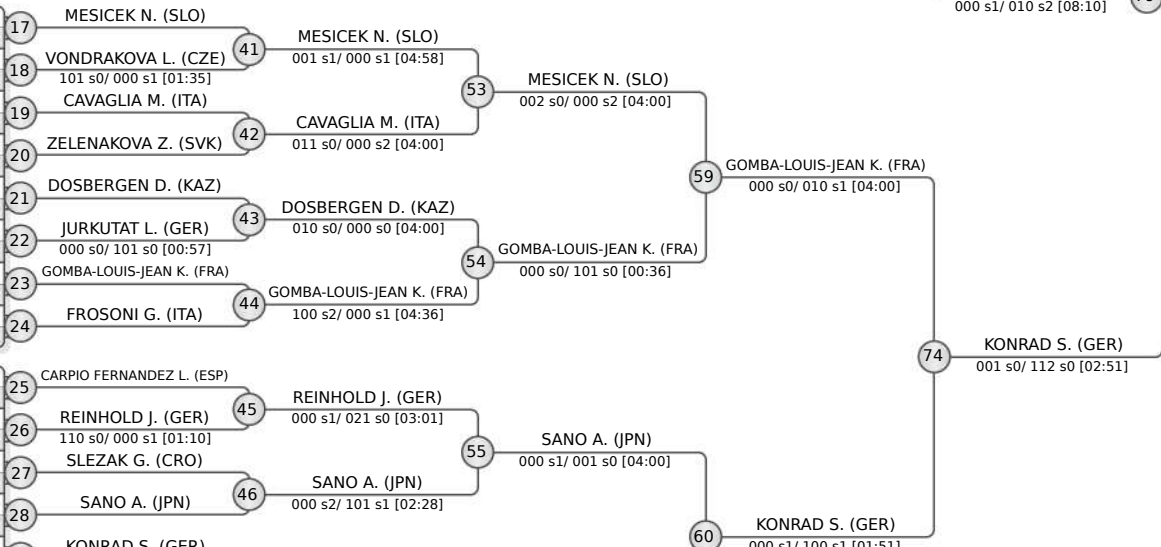 000 s1/ 010 s2 [08:10]
17
MESICEK N. (SLO)
18
VONDRAKOVA L. (CZE)
101 s0/ 000 s1 [01:35]
19
CAVAGLIA M. (ITA)
20
ZELENAKOVA Z. (SVK)
21
DOSBERGEN D. (KAZ)
22
JURKUTAT L. (GER)
000 s0/ 101 s0 [00:57]
23
GOMBA-LOUIS-JEAN K. (FRA)
24
FROSONI G. (ITA)
25
CARPIO FERNANDEZ L. (ESP)
26
REINHOLD J. (GER)
110 s0/ 000 s1 [01:10]
27
SLEZAK G. (CRO)
28
SANO A. (JPN)
KONRAD S. (GER)
41
MESICEK N. (SLO)
001 s1/ 000 s1 [04:58]
42
CAVAGLIA M. (ITA)
011 s0/ 000 s2 [04:00]
43
DOSBERGEN D. (KAZ)
010 s0/ 000 s0 [04:00]
44
GOMBA-LOUIS-JEAN K. (FRA)
100 s2/ 000 s1 [04:36]
45
REINHOLD J. (GER)
000 s1/ 021 s0 [03:01]
46
SANO A. (JPN)
000 s2/ 101 s1 [02:28]
53
MESICEK N. (SLO)
002 s0/ 000 s2 [04:00]
54
GOMBA-LOUIS-JEAN K. (FRA)
000 s0/ 101 s0 [00:36]
55
SANO A. (JPN)
000 s1/ 001 s0 [04:00]
59
GOMBA-LOUIS-JEAN K. (FRA)
000 s0/ 010 s1 [04:00]
60
KONRAD S. (GER)
000 s1/ 100 s1 [01:51]
74
KONRAD S. (GER)
001 s0/ 112 s0 [02:51]